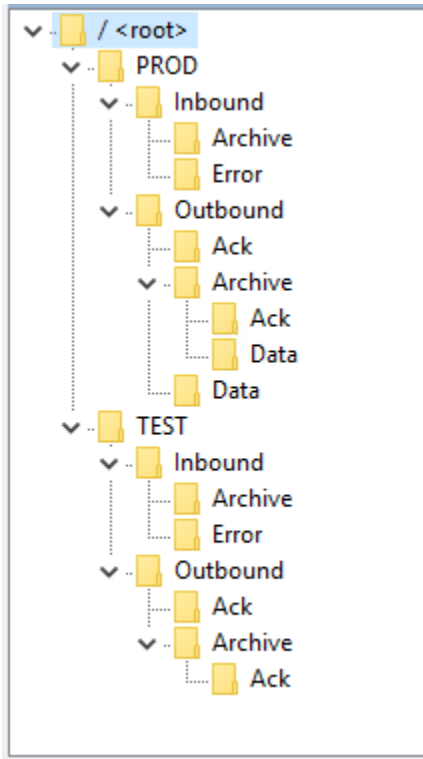 / <root>
PROD
Inbound
Archive
Error
Outbound
Ack
Archive
Ack
Data
Data
TEST
Inbound
Archive
Error
Outbound
Ack
Archive
Ack